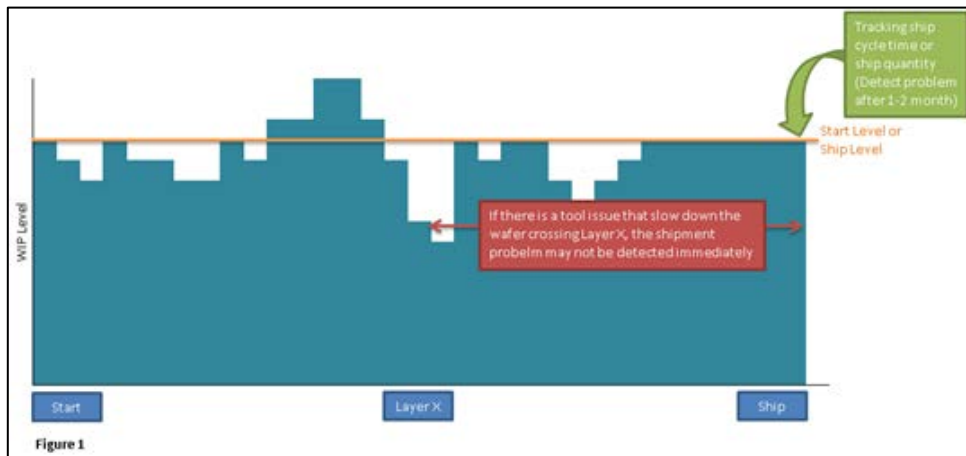 Tracking ship
cycle time or
ship quantity
(Detect problem
after 1-2 month)
Start Level or
Ship Level
WIP Level
If there is a tool issue that slow down the
wafer crossing Layer X, the shipment
probelm may not be detected immediately
Start
Layer X
Ship
Figure 1